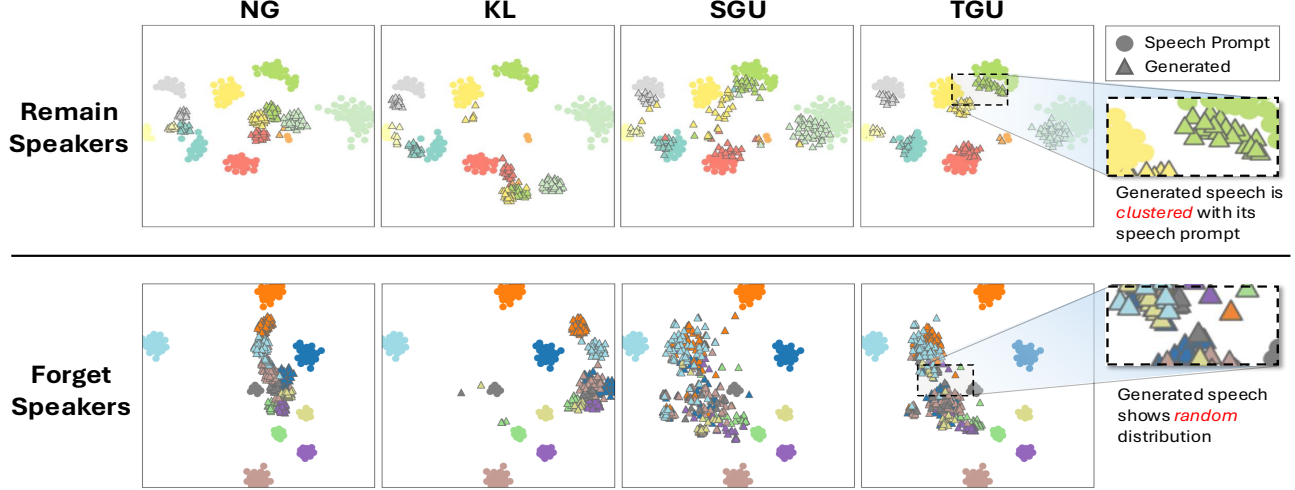 NG KL SGU TGU
Speech Prompt
Generated
Remain
Speakers
Generated speech is
clustered with its
speech prompt
Forget
Speakers
Generated speech
shows random
distribution